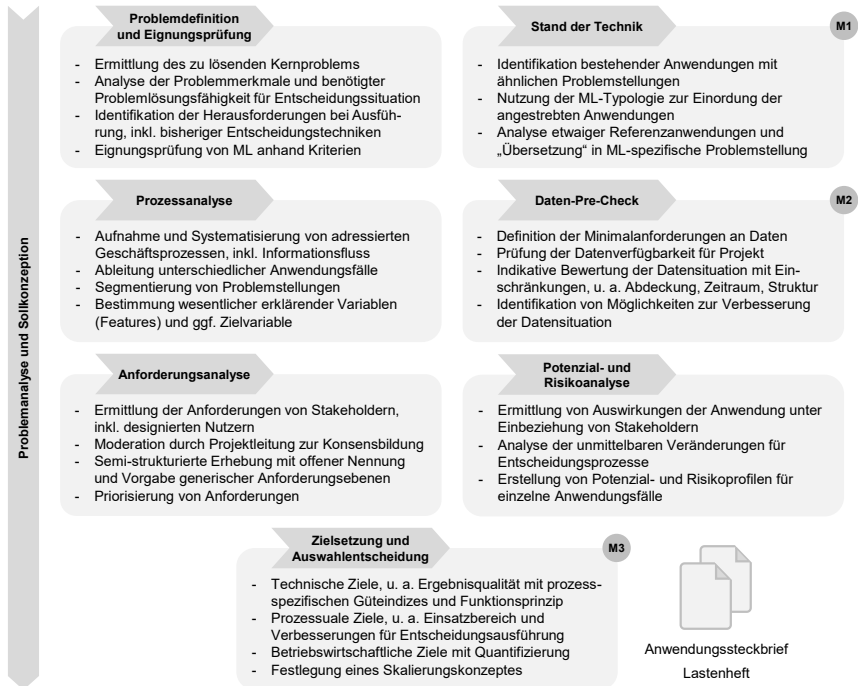 Problemanalyse und Sollkonzeption
Problemdefinition
und Eignungsprüfung
- Ermittlung des zu lösenden Kernproblems
- Analyse der Problemmerkmale und benötigter
Problemlösungsfähigkeit für Entscheidungssituation
- Identifikation der Herausforderungen bei Ausfüh-
rung, inkl. bisheriger Entscheidungstechniken
- Eignungsprüfung von ML anhand Kriterien
Stand der Technik
M1
- Identifikation bestehender Anwendungen mit
ähnlichen Problemstellungen
- Nutzung der ML-Typologie zur Einordung der
angestrebten Anwendungen
- Analyse etwaiger Referenzanwendungen und
„Übersetzung“ in ML-spezifische Problemstellung
Prozessanalyse
- Aufnahme und Systematisierung von adressierten
Geschäftsprozessen, inkl. Informationsfluss
- Ableitung unterschiedlicher Anwendungsfälle
- Segmentierung von Problemstellungen
- Bestimmung wesentlicher erklärender Variablen
(Features) und ggf. Zielvariable
Daten-Pre-Check
M2
- Definition der Minimalanforderungen an Daten
- Prüfung der Datenverfügbarkeit für Projekt
- Indikative Bewertung der Datensituation mit Ein-
schränkungen, u. a. Abdeckung, Zeitraum, Struktur
- Identifikation von Möglichkeiten zur Verbesserung
der Datensituation
Anforderungsanalyse
- Ermittlung der Anforderungen von Stakeholdern,
inkl. designierten Nutzern
- Moderation durch Projektleitung zur Konsensbildung
- Semi-strukturierte Erhebung mit offener Nennung
und Vorgabe generischer Anforderungsebenen
- Priorisierung von Anforderungen
Potenzial- und
Risikoanalyse
- Ermittlung von Auswirkungen der Anwendung unter
Einbeziehung von Stakeholdern
- Analyse der unmittelbaren Veränderungen für
Entscheidungsprozesse
- Erstellung von Potenzial- und Risikoprofilen für
einzelne Anwendungsfälle
Zielsetzung und
Auswahlentscheidung
M3
- Technische Ziele, u. a. Ergebnisqualität mit prozess-
spezifischen Güteindizes und Funktionsprinzip
- Prozessuale Ziele, u. a. Einsatzbereich und
Verbesserungen für Entscheidungsausführung
- Betriebswirtschaftliche Ziele mit Quantifizierung
- Festlegung eines Skalierungskonzeptes
Anwendungssteckbrief
Lastenheft